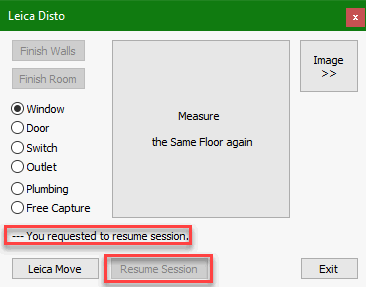 Leica Disto
x
Finish Walls
Finish Room
Image
>>
Measure
the Same Floor again
Window
Door
Switch
Outlet
Plumbing
Free Capture
--- You requested to resume session.
Leica Move
Resume Session
Exit